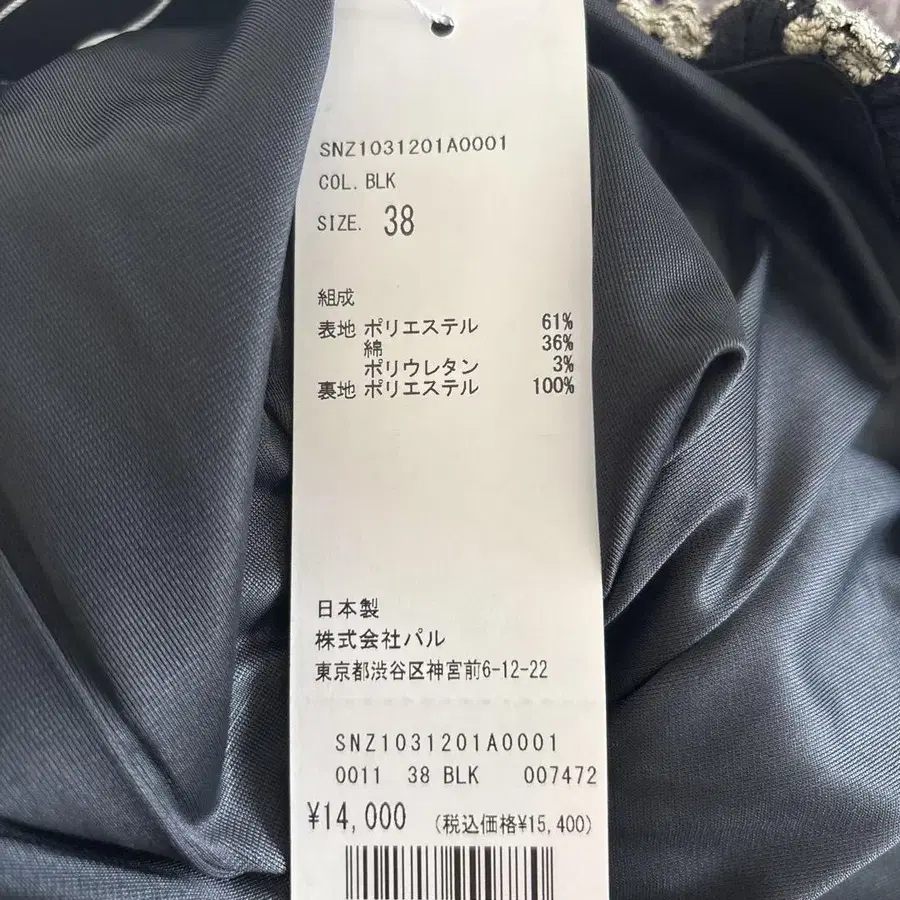 SNZ1031201A0001
COL. BLK
SIZE. 38
組成
表地 ポリエステル 61%
綿 36%
ポリウレタン 3%
裏地 ポリエステル 100%
日本製
株式会社パル
東京都渋谷区神宮前6-12-22
SNZ1031201A0001
0011 38 BLK 007472
¥14,000 (税込価格¥15,400)